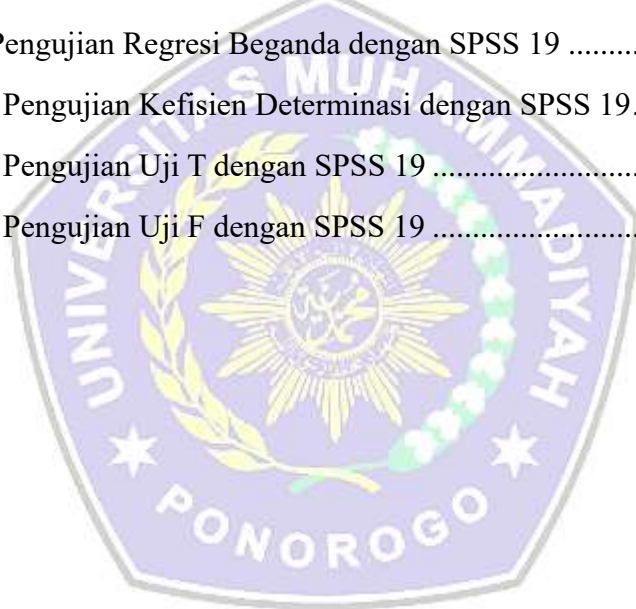 Pengujian Regresi Beganda dengan SPSS 19 .........
Pengujian Kefisien Determinasi dengan SPSS 19.
Pengujian Uji T dengan SPSS 19 ..........................
Pengujian Uji F dengan SPSS 19 ..........................
UNIVERSITAS MUHAMMADIYAH
PONOROGO